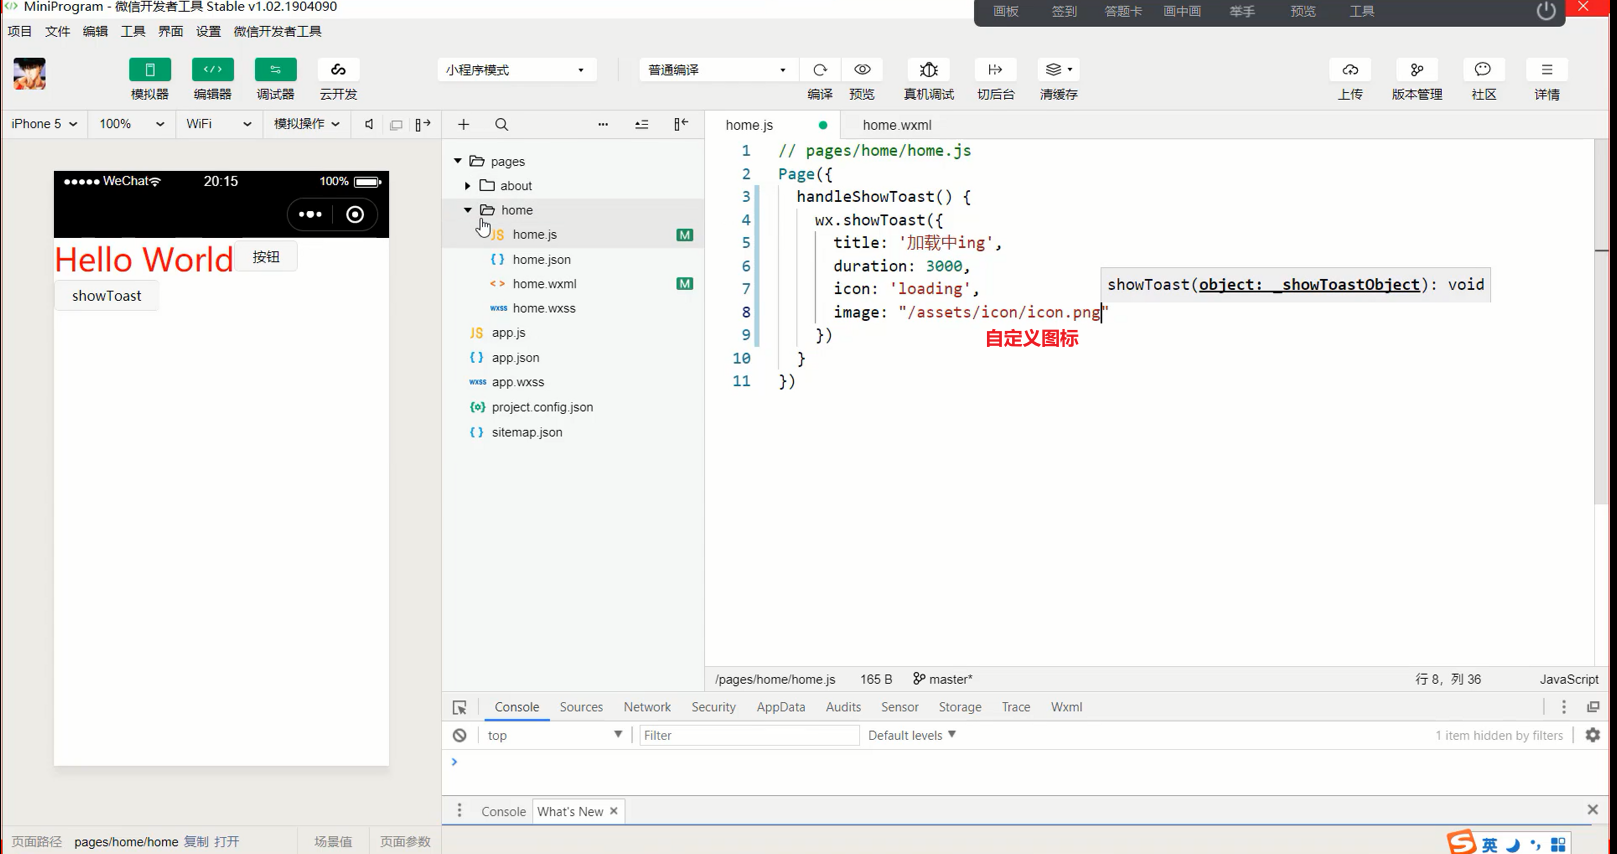 MiniProgram - 微信开发者工具 Stable v1.02.1904090
画板 签到 答题卡 画中画 举手 预览 工具
项目 文件 编辑 工具 界面 设置 微信开发者工具
小程序模式 普通编译
模拟器 编辑器 调试器 云开发 编译 预览 真机调试 切后台 清缓存 上传 版本管理 社区 详情
iPhone 5 100% WiFi 模拟操作
home.js home.wxml
WeChat 20:15 100%
Hello World 按钮
showToast
pages
about
home
home.js M
home.json
home.wxml M
home.wxss
app.js
app.json
app.wxss
project.config.json
sitemap.json
1 // pages/home/home.js
2 Page({
3 handleShowToast() {
4 wx.showToast({
5 title: '加载中ing',
6 duration: 3000,
7 icon: 'loading',
8 image: "/assets/icon/icon.png"
9 })
10 }
11 })
showToast(object: _showToastObject): void
自定义图标
/pages/home/home.js 165 B master* 行 8，列 36 JavaScript
Console Sources Network Security AppData Audits Sensor Storage Trace Wxml
top Filter Default levels 1 item hidden by filters
Console What's New
页面路径 pages/home/home 复制 打开 场景值 页面参数
英